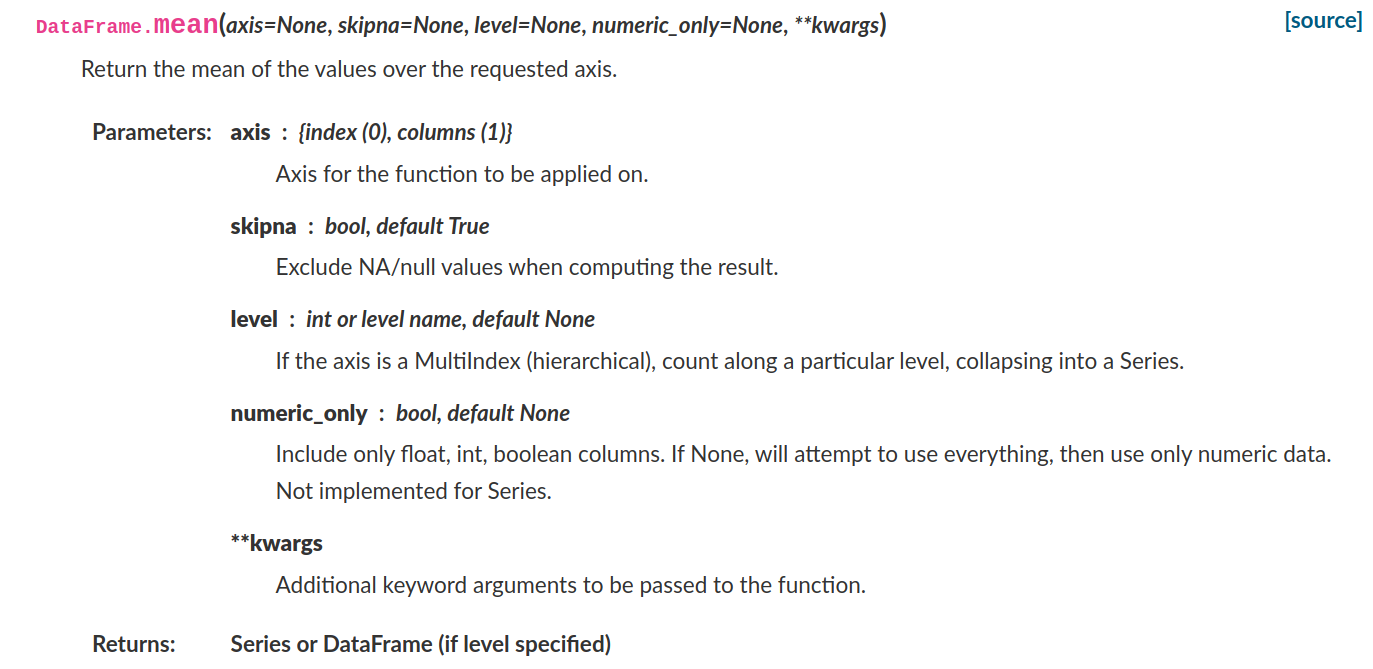 DataFrame.mean(axis=None, skipna=None, level=None, numeric_only=None, **kwargs) [source]
Return the mean of the values over the requested axis.
Parameters: axis : {index (0), columns (1)}
Axis for the function to be applied on.
skipna : bool, default True
Exclude NA/null values when computing the result.
level : int or level name, default None
If the axis is a MultiIndex (hierarchical), count along a particular level, collapsing into a Series.
numeric_only : bool, default None
Include only float, int, boolean columns. If None, will attempt to use everything, then use only numeric data.
Not implemented for Series.
**kwargs
Additional keyword arguments to be passed to the function.
Returns: Series or DataFrame (if level specified)